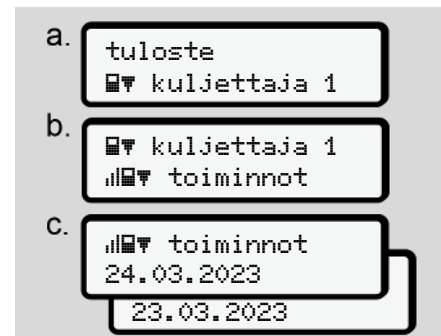 a.
tuloste
kuljettaja 1
b.
kuljettaja 1
toiminnot
c.
toiminnot
24.03.2023
23.03.2023